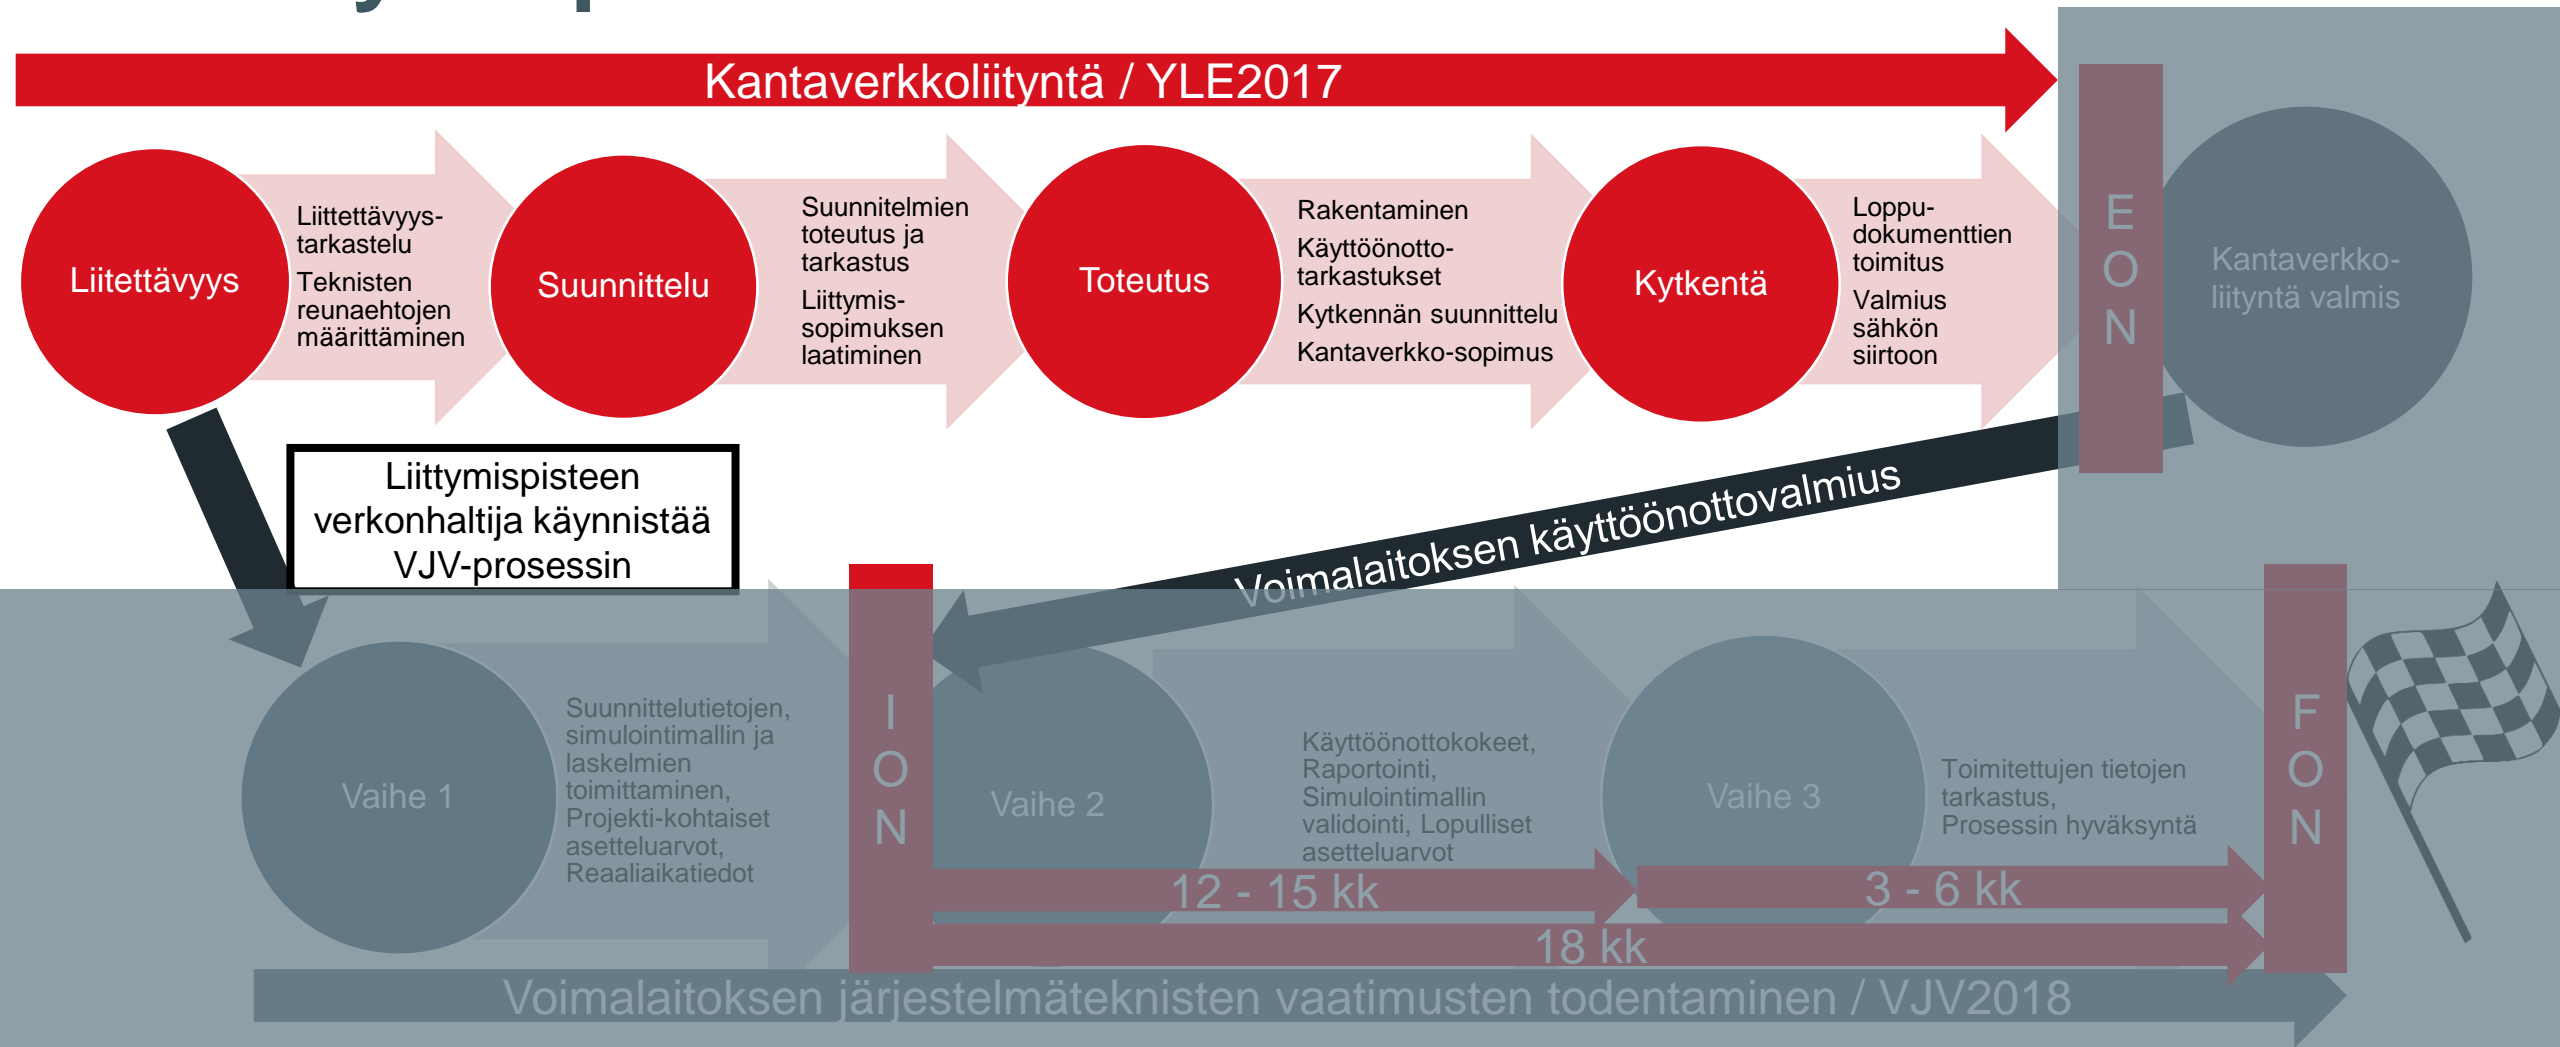 Kantaverkkoliityntä / YLE2017
Liitettävyys
Liittettävyys-
tarkastelu
Teknisten
reunaehtojen
määrittäminen
Suunnittelu
Suunnitelmien
toteutus ja
tarkastus
Liittymis-
sopimuksen
laatiminen
Toteutus
Rakentaminen
Käyttöönotto-
tarkastukset
Kytkennän suunnittelu
Kantaverkko-sopimus
Kytkentä
Loppu-
dokumenttien
toimitus
Valmius
sähkön
siirtoon
E
O
N
Kantaverkko-
liityntä valmis
Liittymispisteen
verkonhaltija käynnistää
VJV-prosessin
Voimalaitoksen käyttöönottovalmius
Vaihe 1
Suunnittelutietojen,
simulointimallin ja
laskelmien
toimittaminen,
Projekti-kohtaiset
asetteluarvot,
Reaaliaikatiedot
I
O
N
Vaihe 2
Käyttöönottokokeet,
Raportointi,
Simulointimallin
validointi, Lopulliset
asetteluarvot
Vaihe 3
Toimitettujen tietojen
tarkastus,
Prosessin hyväksyntä
F
O
N
12 - 15 kk
3 - 6 kk
18 kk
Voimalaitoksen järjestelmäteknisten vaatimusten todentaminen / VJV2018